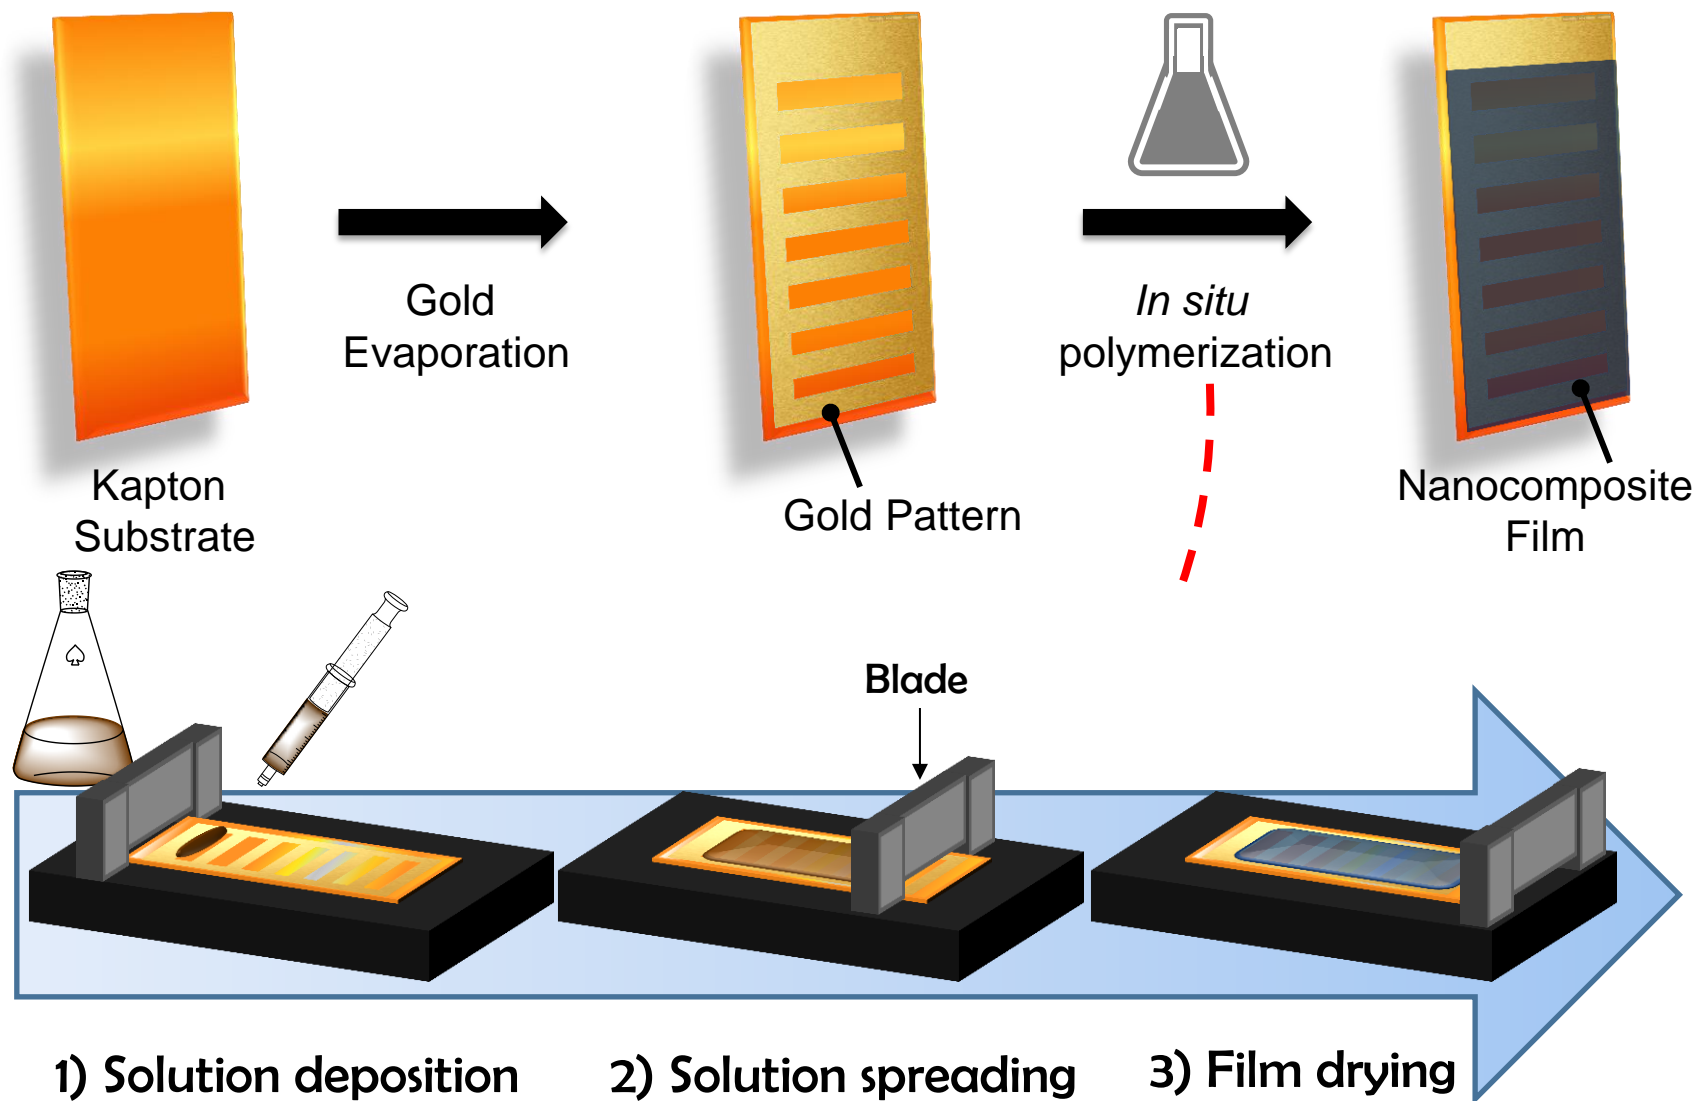 Gold
Evaporation
In situ
polymerization
Kapton
Substrate
Gold Pattern
Nanocomposite
Film
Blade
1) Solution deposition
2) Solution spreading
3) Film drying